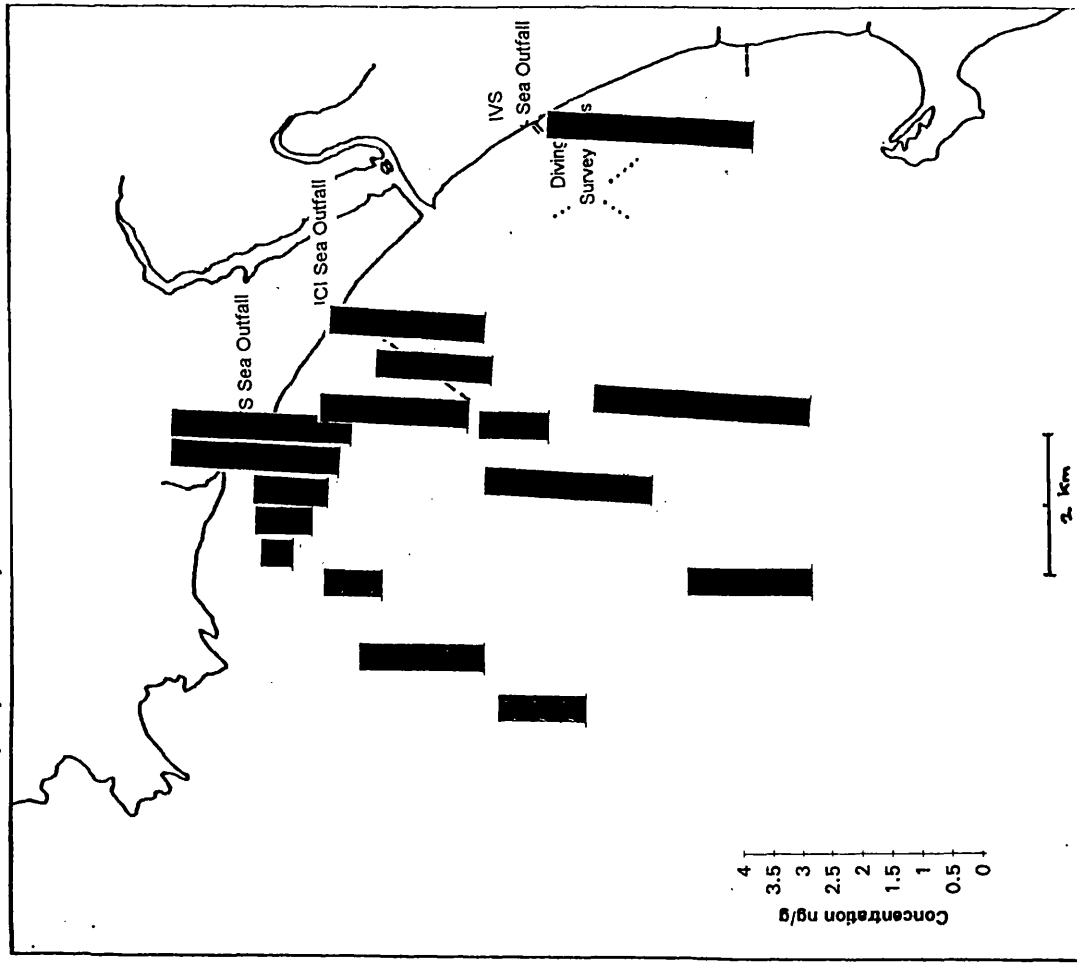 S Sea Outfall
ICI Sea Outfall
IVS
Sea Outfall
Diving
s
Survey
Concentration ng/g
4
3.5
3
2.5
2
1.5
1
0.5
0
2 km